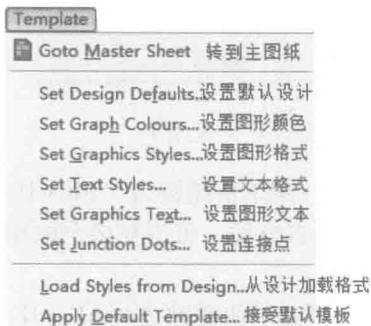 Template
Goto Master Sheet 转到主图纸
Set Design Defaults..设置默认设计
Set Graph Colours...设置图形颜色
Set Graphics Styles...设置图形格式
Set Text Styles... 设置文本格式
Set Graphics Text... 设置图形文本
Set Junction Dots... 设置连接点
Load Styles from Design...从设计加载格式
Apply Default Template... 接受默认模板